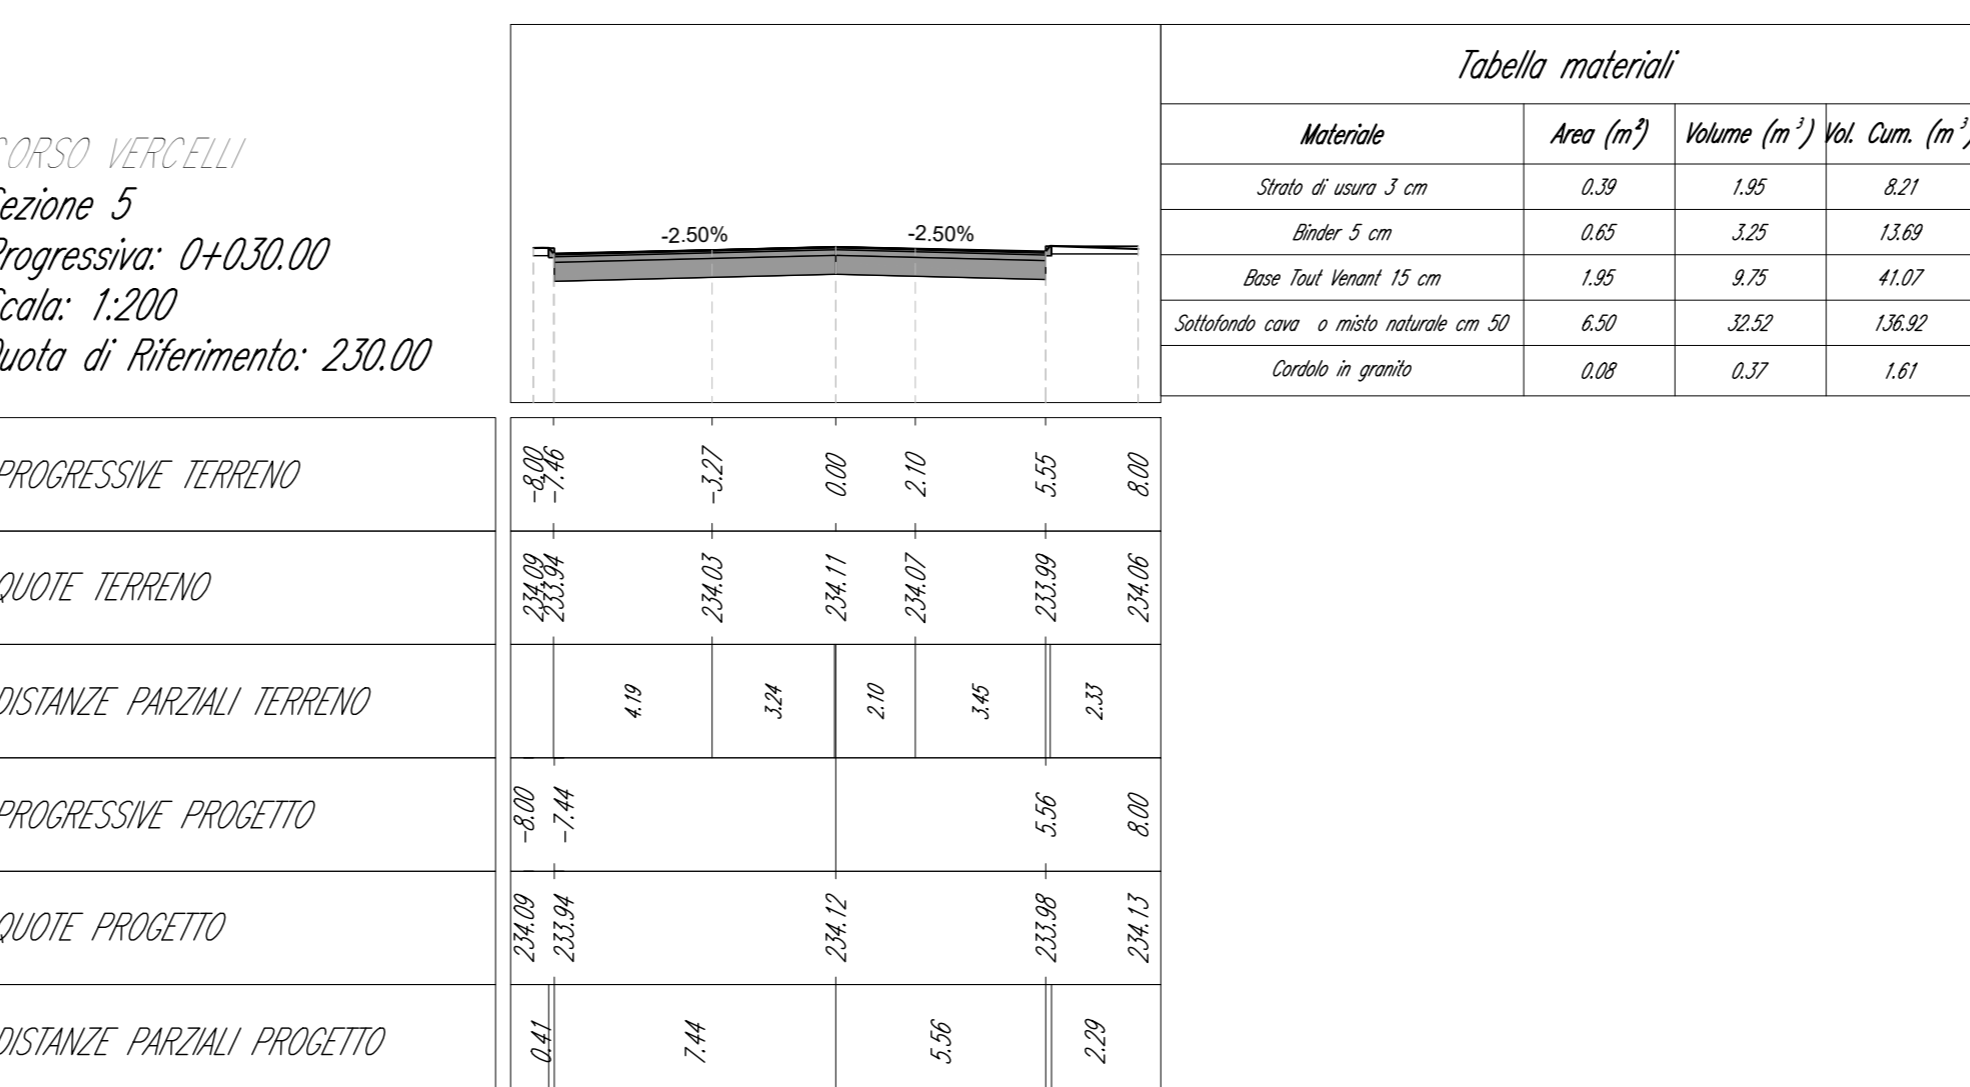 CORSO VERCELLI
Sezione 5
Progressiva: 0+030.00
Scala: 1:200
Quota di Riferimento: 230.00
-2.50% -2.50%
Tabella materiali
Materiale Area (m²) Volume (m³) Vol. Cum. (m³)
Strato di usura 3 cm 0.39 1.95 8.21
Binder 5 cm 0.65 3.25 13.69
Base Tout Venant 15 cm 1.95 9.75 41.07
Sottofondo cava o misto naturale cm 50 6.50 32.52 136.92
Cordolo in granito 0.08 0.37 1.61
PROGRESSIVE TERRENO -8.00 -7.46 -3.27 0.00 2.10 5.55 8.00
QUOTE TERRENO 234.09 233.94 234.03 234.11 234.07 233.99 234.06
DISTANZE PARZIALI TERRENO 4.19 3.24 2.10 3.45 2.33
PROGRESSIVE PROGETTO -8.00 -7.44 5.56 8.00
QUOTE PROGETTO 234.09 233.94 234.12 233.98 234.13
DISTANZE PARZIALI PROGETTO 0.41 7.44 5.56 2.29